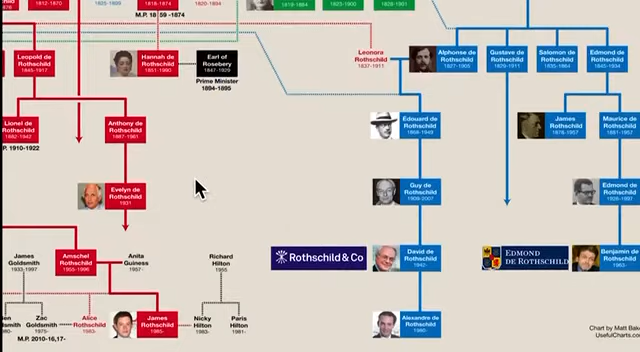 1812-1870
1825-1899
1818-1874
1820-1894
1819-1884
1823-1900
1828-1901
M.P. 1859-1874
Leopold de
Rothschild
1845-1917
Hannah de
Rothschild
1851-1990
Earl of
Rosebery
1847-1929
Prime Minister
1894-1895
Leonora
Rothschild
1837-1911
Alphonse de
Rothschild
1827-1905
Gustave de
Rothschild
1829-1911
Salomon de
Rothschild
1835-1864
Edmond de
Rothschild
1845-1934
Lionel de
Rothschild
1882-1942
P. 1910-1922
Anthony de
Rothschild
1887-1961
Édouard de
Rothschild
1868-1949
James
Rothschild
1878-1957
Maurice de
Rothschild
1881-1957
Evelyn de
Rothschild
1931
Guy de
Rothschild
1909-2007
Edmond de
Rothschild
1926-1997
James
Goldsmith
1933-1997
Amschel
Rothschild
1955-1996
Anita
Guiness
1957-
Richard
Hilton
1955
Rothschild & Co
David de
Rothschild
1942-
EDMOND
DE ROTHSCHILD
Benjamin de
Rothschild
1963-
Zac
Goldsmith
1975-
M.P. 2010-16,17-
Alice
Rothschild
1983-
James
Rothschild
1985-
Nicky
Hilton
1983-
Paris
Hilton
1981-
Alexandre de
Rothschild
1980-
Chart by Matt Bak
UsefulCharts.co